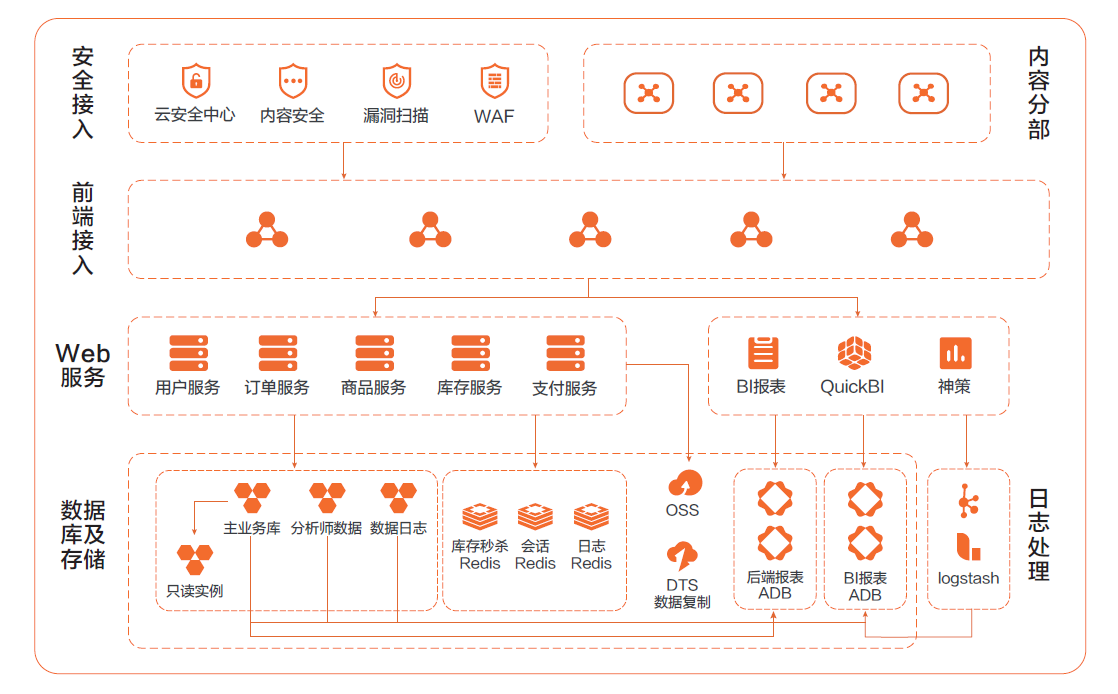 安全接入
云安全中心
内容安全
漏洞扫描
WAF
内容分部
前端接入
Web
服务
用户服务
订单服务
商品服务
库存服务
支付服务
BI报表
QuickBI
神策
数据
库及
存储
主业务库
分析师数据
数据日志
只读实例
库存秒杀
Redis
会话
Redis
日志
Redis
OSS
DTS
数据复制
后端报表
ADB
BI报表
ADB
logstash
日志处理